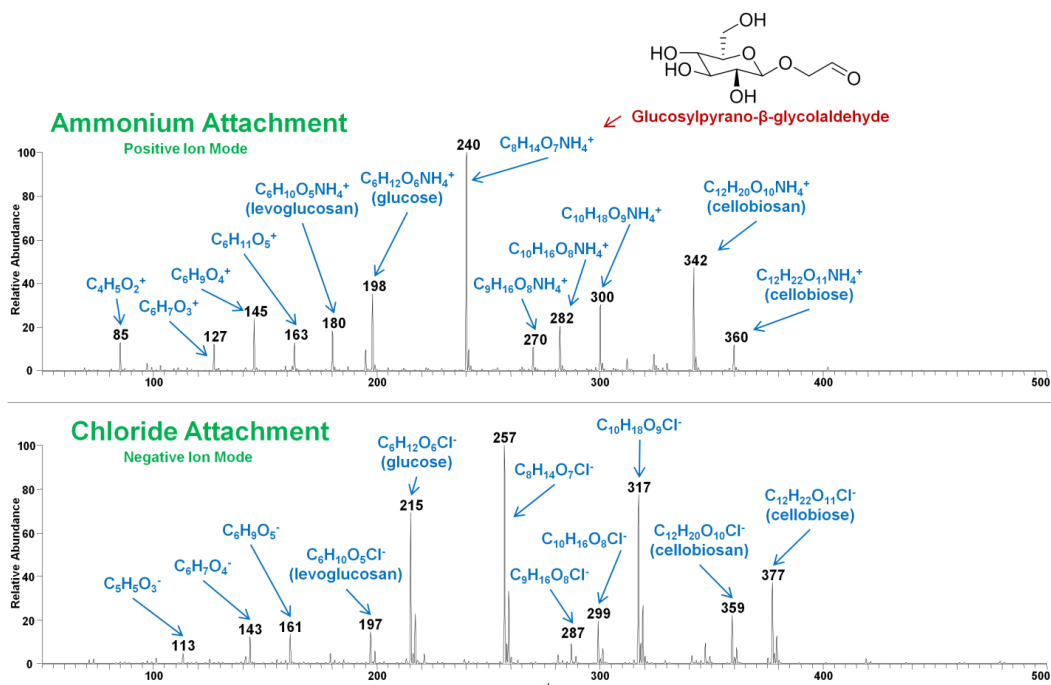 OH
HO
O
HO
O
O
OH
Glucosylpyrano-β-glycolaldehyde
Ammonium Attachment
Positive Ion Mode
Relative Abundance
100
80
60
40
20
0
C₄H₅O₂⁺
85
C₆H₇O₃⁺
127
C₆H₉O₄⁺
145
C₆H₁₁O₅⁺
163
C₆H₁₀O₅NH₄⁺
(levoglucosan)
180
C₆H₁₂O₆NH₄⁺
(glucose)
198
240
C₈H₁₄O₇NH₄⁺
C₉H₁₆O₈NH₄⁺
270
C₁₀H₁₆O₈NH₄⁺
282
C₁₀H₁₈O₉NH₄⁺
300
C₁₂H₂₀O₁₀NH₄⁺
(cellobiosan)
342
C₁₂H₂₂O₁₁NH₄⁺
(cellobiose)
360
100 200 300 400 500
Chloride Attachment
Negative Ion Mode
Relative Abundance
100
80
60
40
20
0
C₅H₅O₃⁻
113
C₆H₇O₄⁻
143
C₆H₉O₅⁻
161
C₆H₁₀O₅Cl⁻
(levoglucosan)
197
C₆H₁₂O₆Cl⁻
(glucose)
215
257
C₈H₁₄O₇Cl⁻
C₉H₁₆O₈Cl⁻
287
C₁₀H₁₆O₈Cl⁻
299
C₁₀H₁₈O₉Cl⁻
317
C₁₂H₂₀O₁₀Cl⁻
(cellobiosan)
359
C₁₂H₂₂O₁₁Cl⁻
(cellobiose)
377
100 200 300 400 500